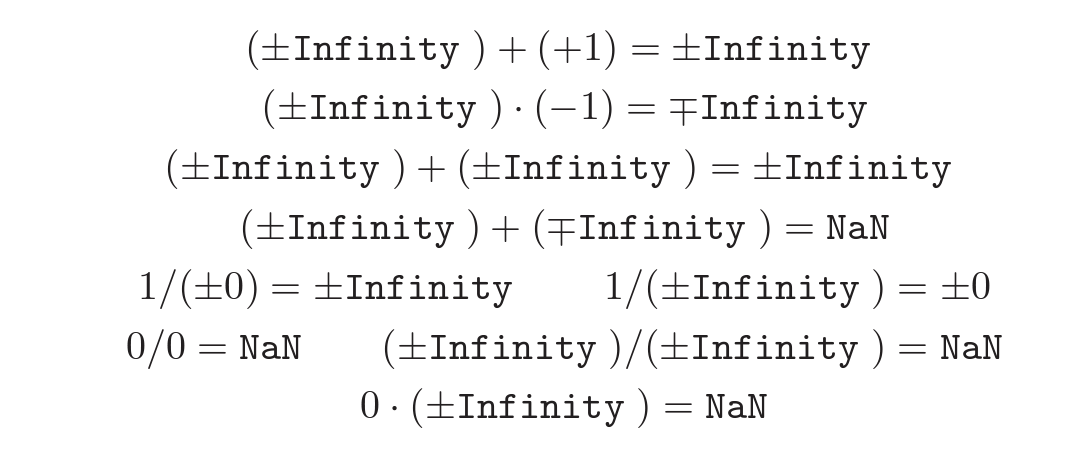 (±Infinity ) + (+1) = ±Infinity
(±Infinity ) · (−1) = ∓Infinity
(±Infinity ) + (±Infinity ) = ±Infinity
(±Infinity ) + (∓Infinity ) = NaN
1/(±0) = ±Infinity 1/(±Infinity ) = ±0
0/0 = NaN (±Infinity )/(±Infinity ) = NaN
0 · (±Infinity ) = NaN